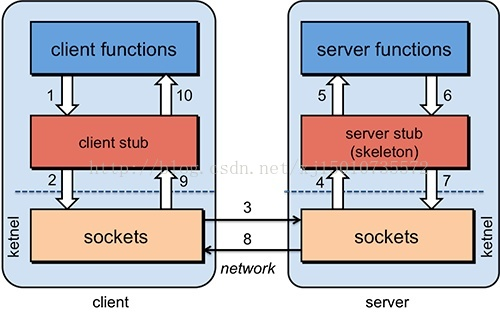 client functions
server functions
1
10
5
6
client stub
server stub
(skeleton)
2
9
4
7
ketnel
sockets
3
8
network
sockets
ketnel
client
server